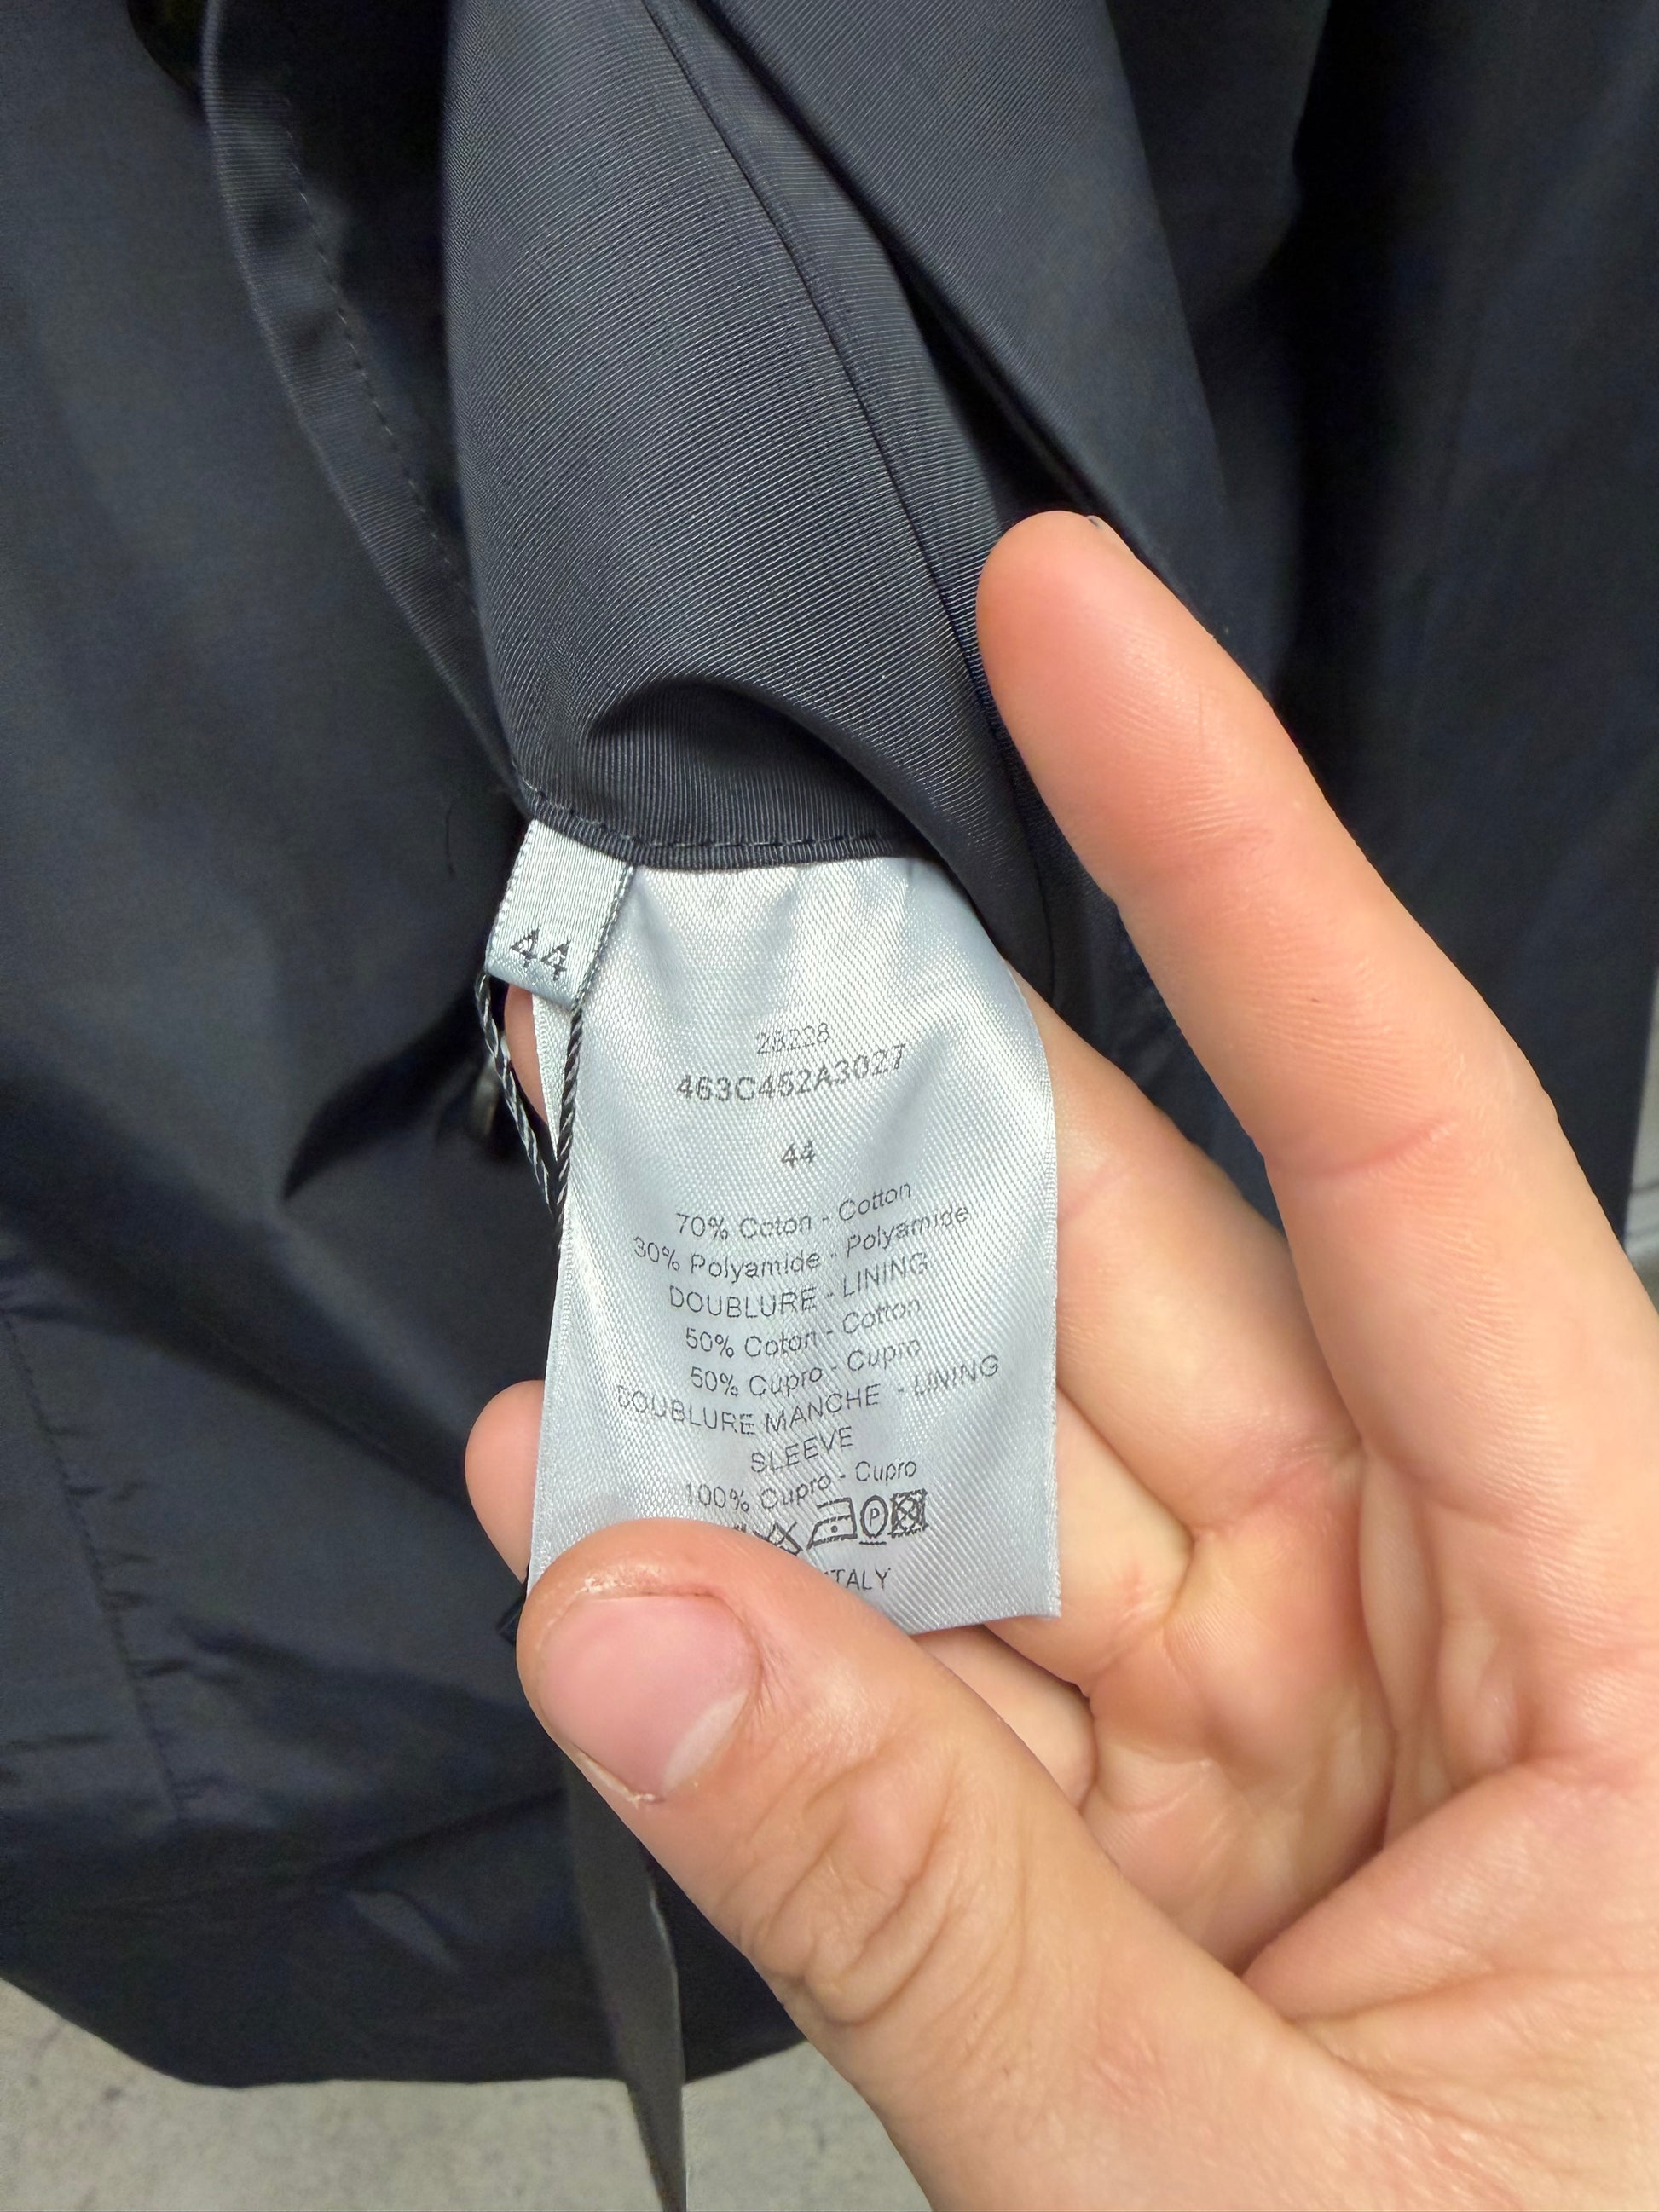 44
28228
463C452A3027
44
70% Coton - Cotton
30% Polyamide - Polyamide
DOUBLURE - LINING
50% Coton - Cotton
50% Cupro - Cupro
DOUBLURE MANCHE - LINING
SLEEVE
100% Cupro - Cupro
P
ITALY